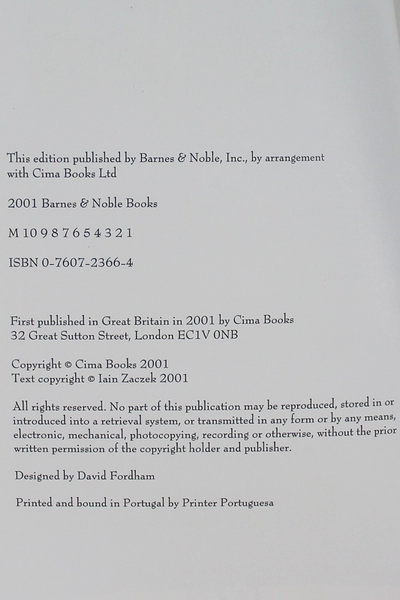 This edition published by Barnes & Noble, Inc., by arrangement
with Cima Books Ltd
2001 Barnes & Noble Books
M 10 9 8 7 6 5 4 3 2 1
ISBN 0-7607-2366-4
First published in Great Britain in 2001 by Cima Books
32 Great Sutton Street, London EC1V 0NB
Copyright © Cima Books 2001
Text copyright © Iain Zaczek 2001
All rights reserved. No part of this publication may be reproduced, stored in or
introduced into a retrieval system, or transmitted in any form or by any means,
electronic, mechanical, photocopying, recording or otherwise, without the prior
written permission of the copyright holder and publisher.
Designed by David Fordham
Printed and bound in Portugal by Printer Portuguesa